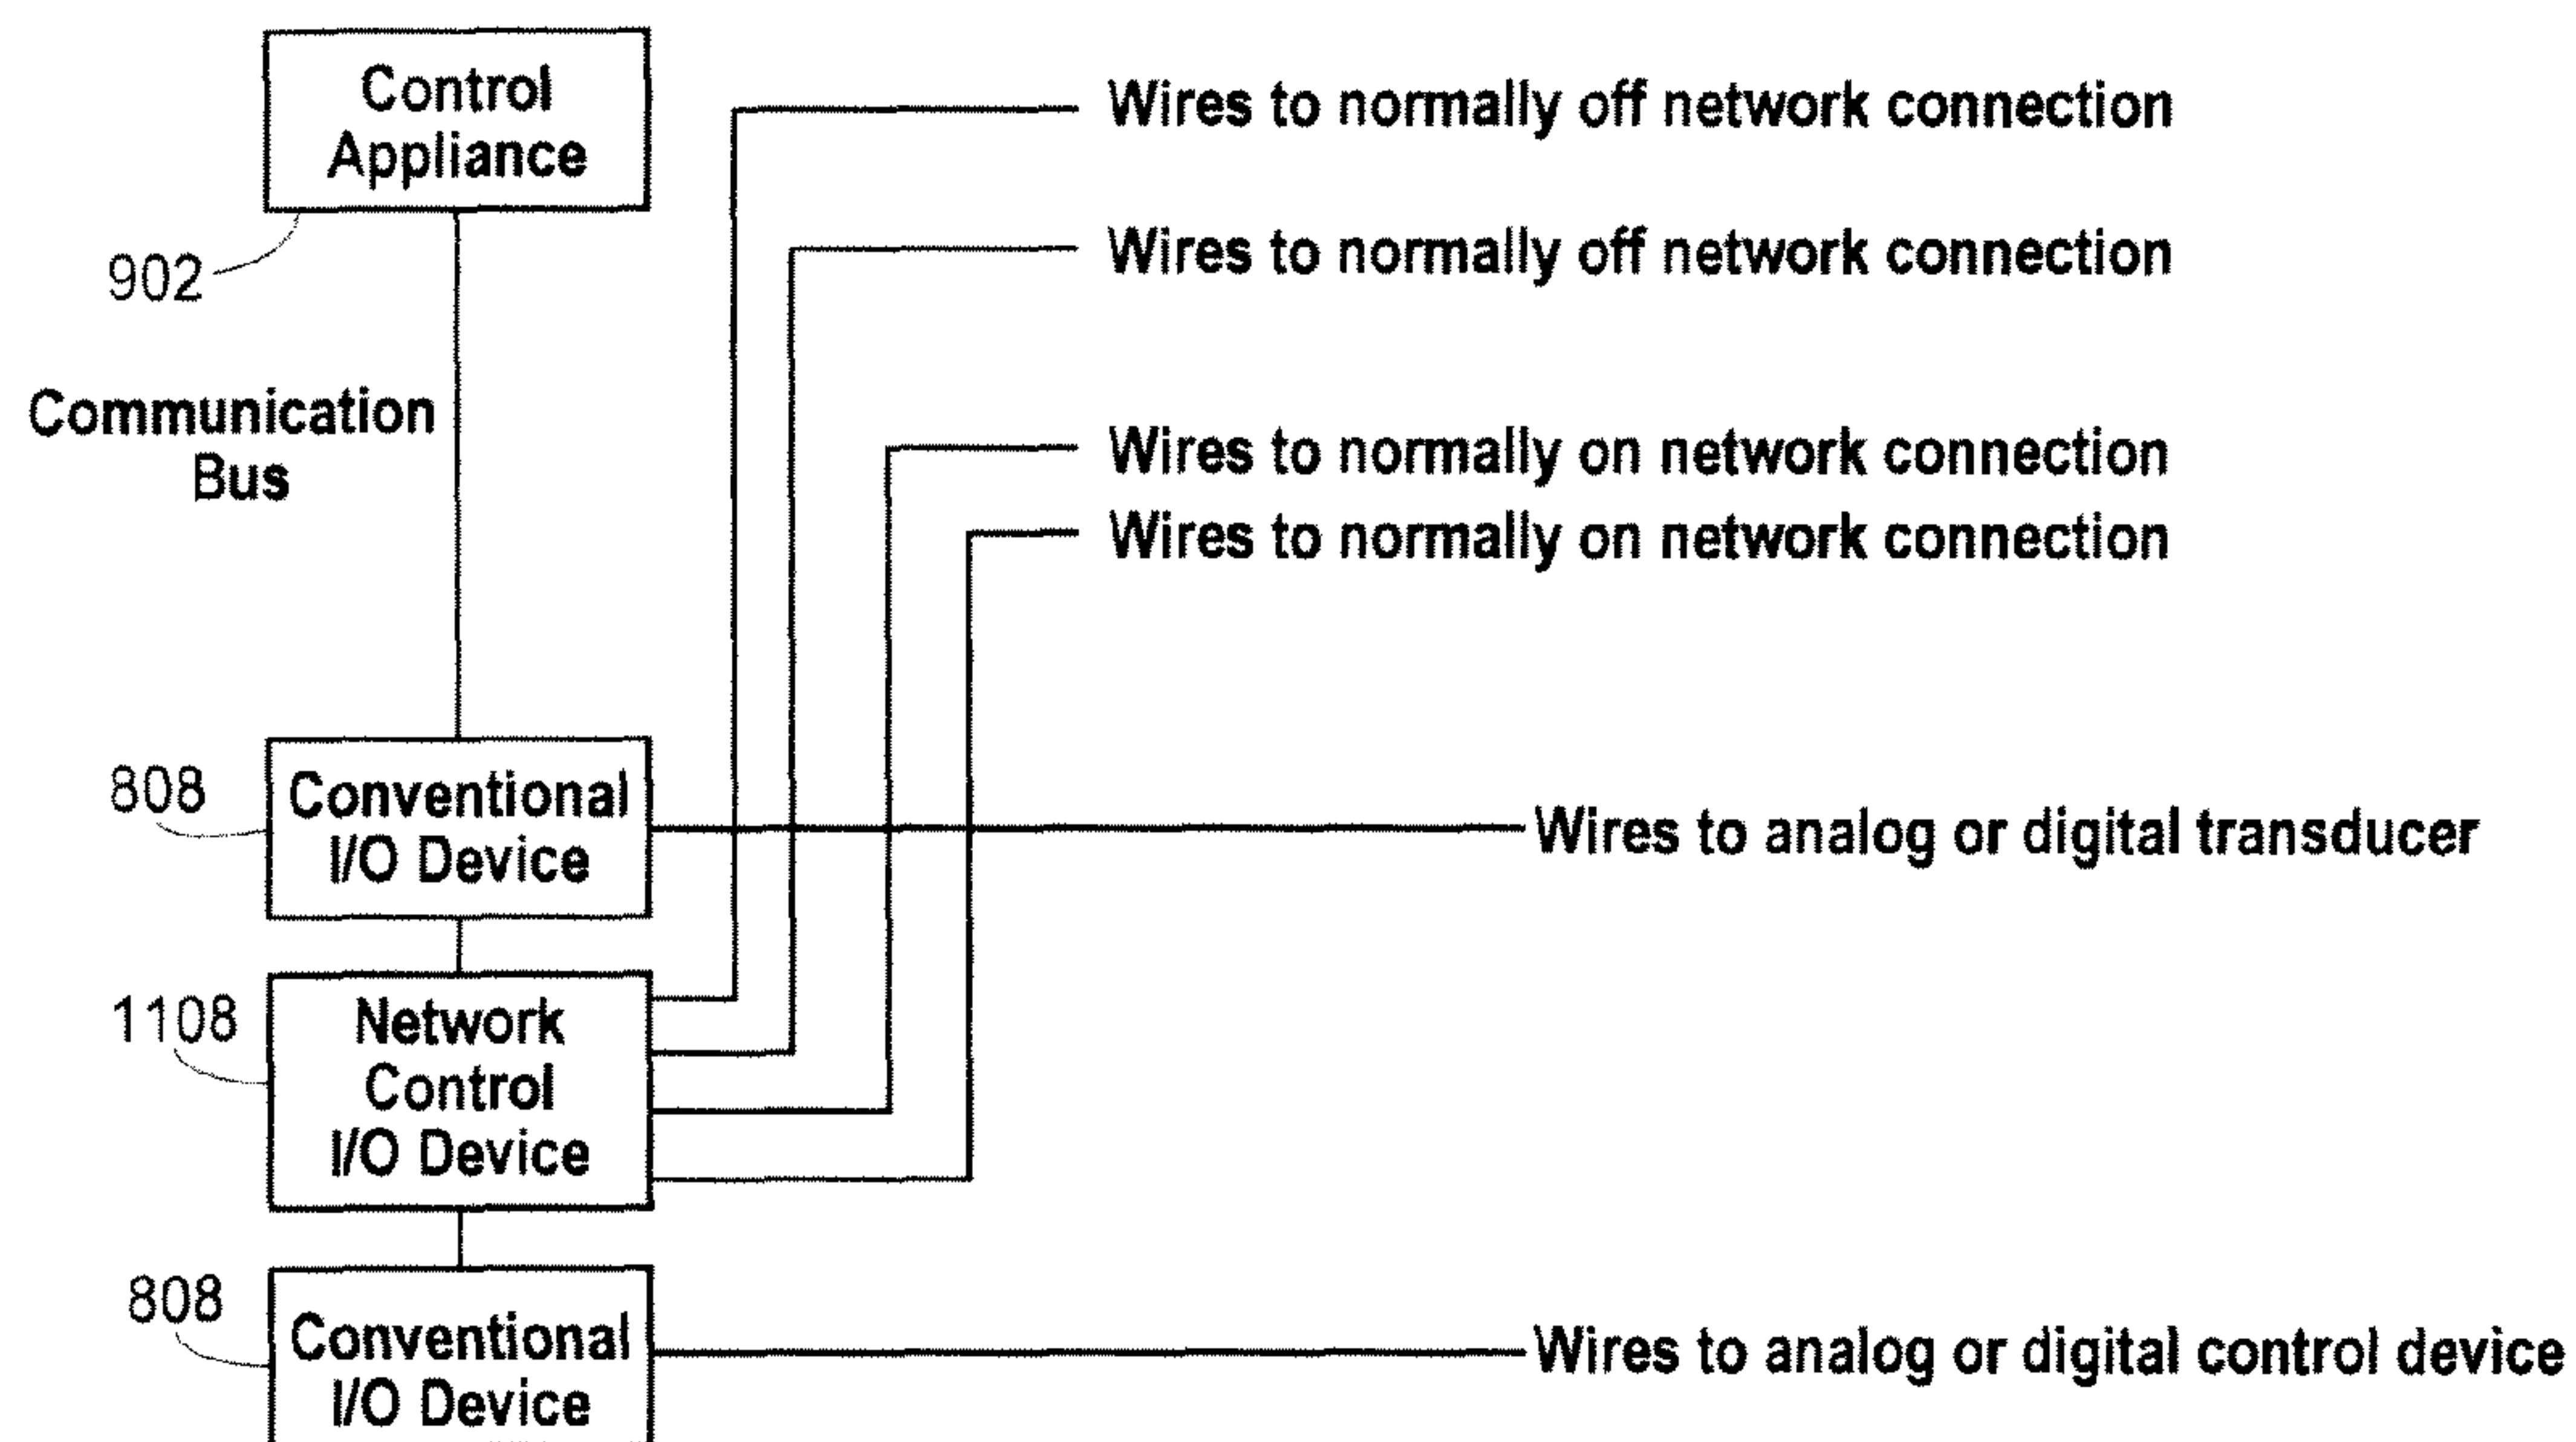 Control
Appliance
902
Communication
Bus
Wires to normally off network connection
Wires to normally off network connection
Wires to normally on network connection
Wires to normally on network connection
808
Conventional
I/O Device
Wires to analog or digital transducer
1108
Network
Control
I/O Device
808
Conventional
I/O Device
Wires to analog or digital control device